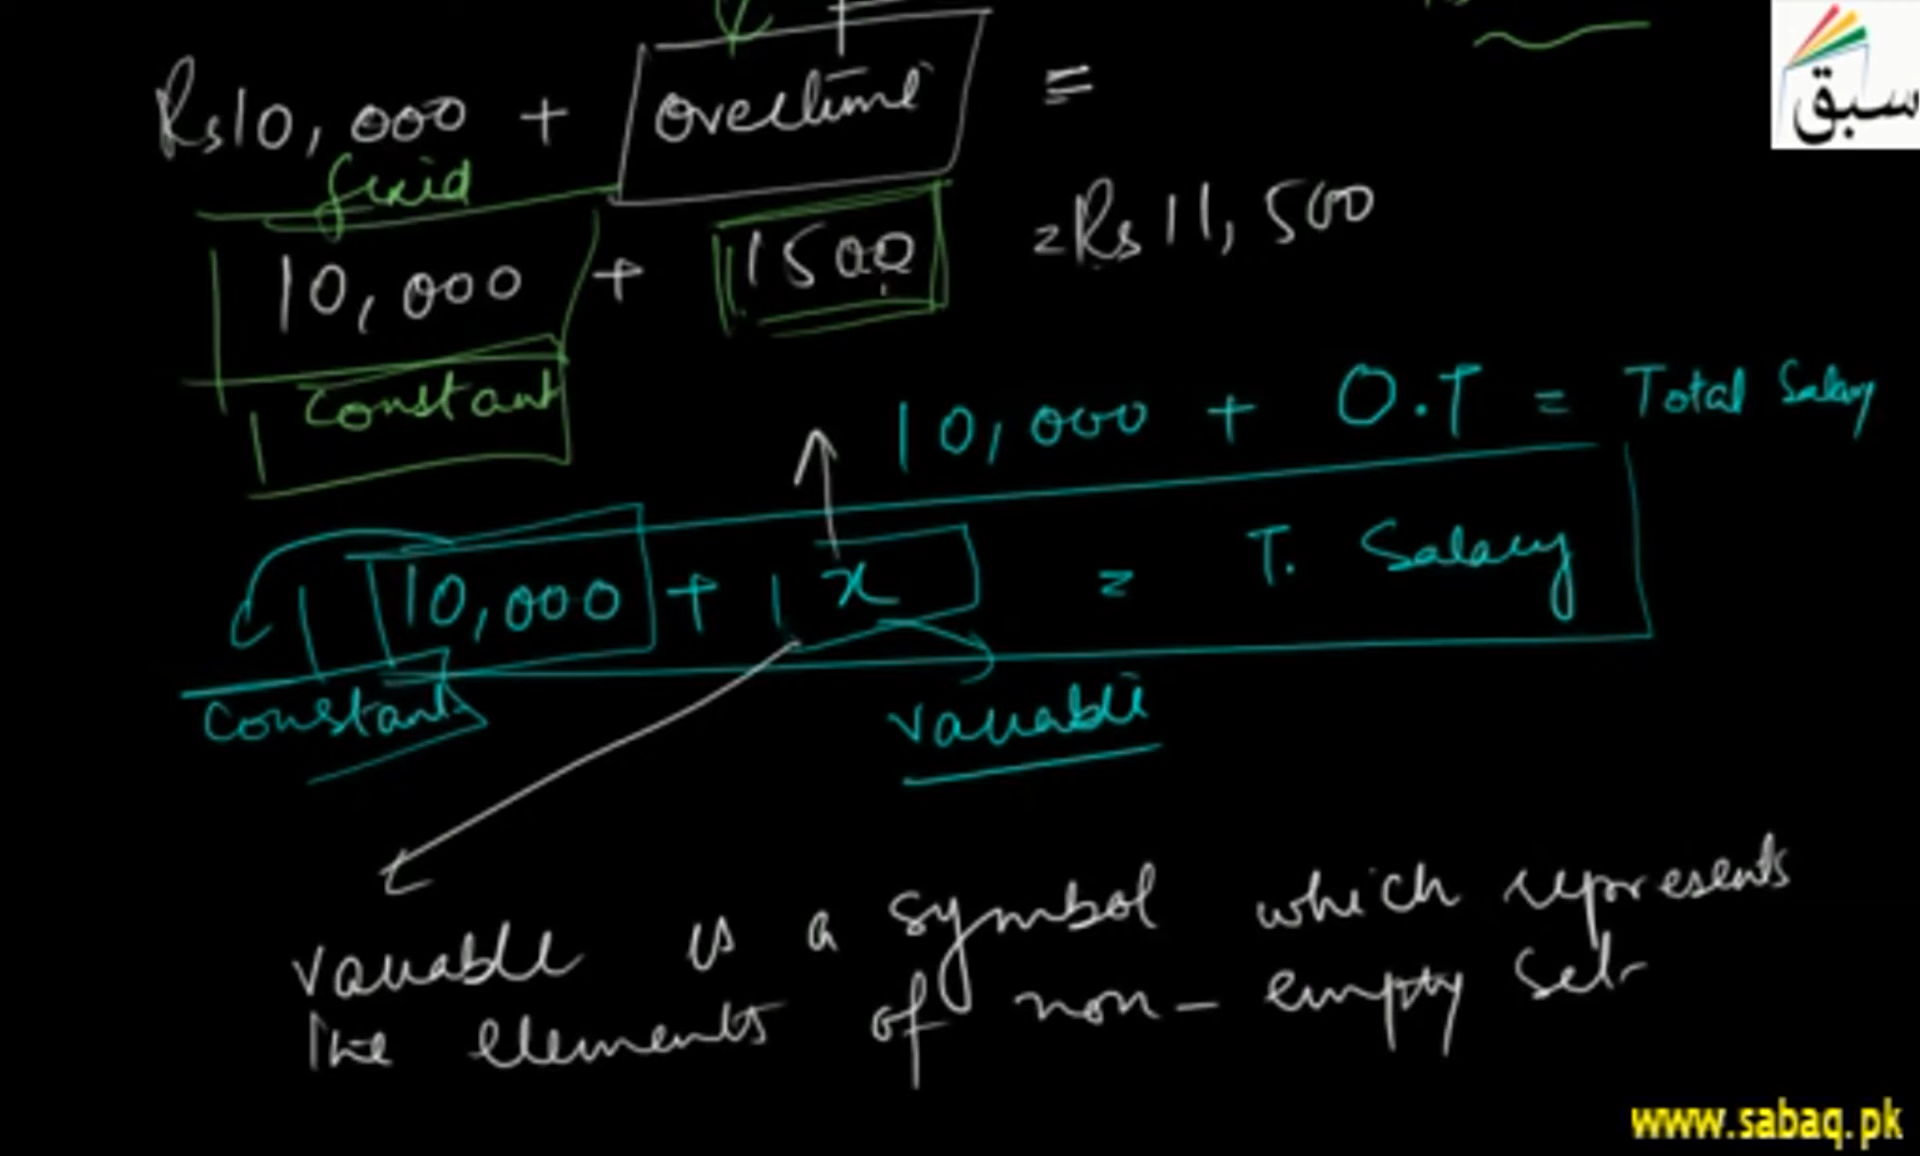 Rs10,000 + overtime =
fixed
10,000 + 1500 =Rs 11,500
constant
10,000 + O.T = Total Salary
10,000 + x = T. Salary
constant
variable
variable is a symbol which represents
the elements of non-empty set
سبق
www.sabaq.pk